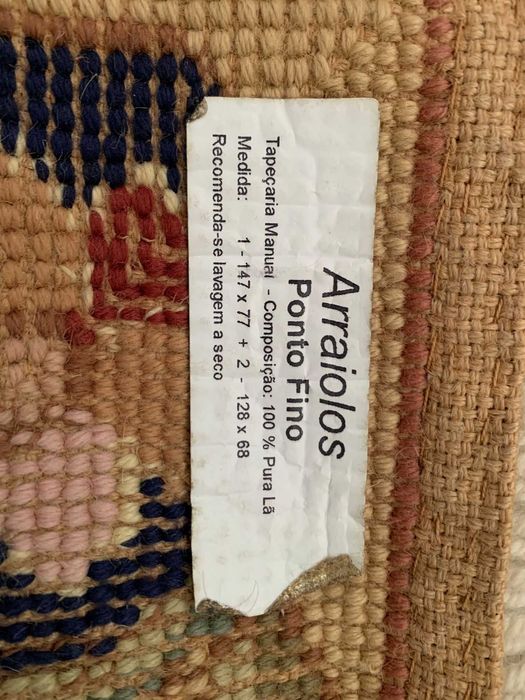 Arraiolos
Ponto Fino
Tapeçaria Manual - Composição: 100 % Pura Lã
Medida: 1 - 147 x 77 + 2 - 128 x 68
Recomenda-se lavagem a seco